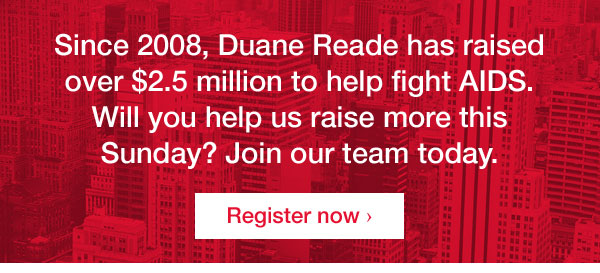 Since 2008, Duane Reade has raised
over $2.5 million to help fight AIDS.
Will you help us raise more this
Sunday? Join our team today.
Register now ›